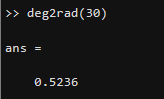 >> deg2rad(30)
ans =
0.5236